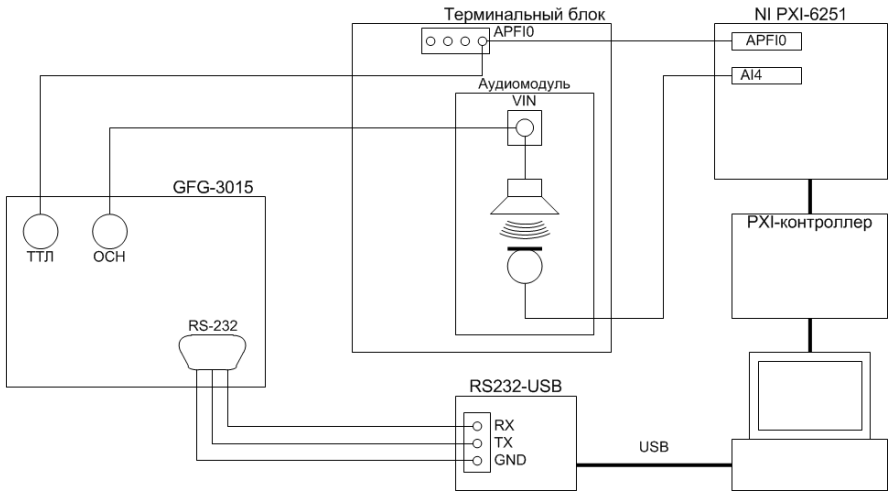 Терминальный блок
NI PXI-6251
APFI0
APFI0
AI4
Аудиомодуль
VIN
GFG-3015
ТТЛ
ОСН
PXI-контроллер
RS-232
RS232-USB
RX
TX
GND
USB